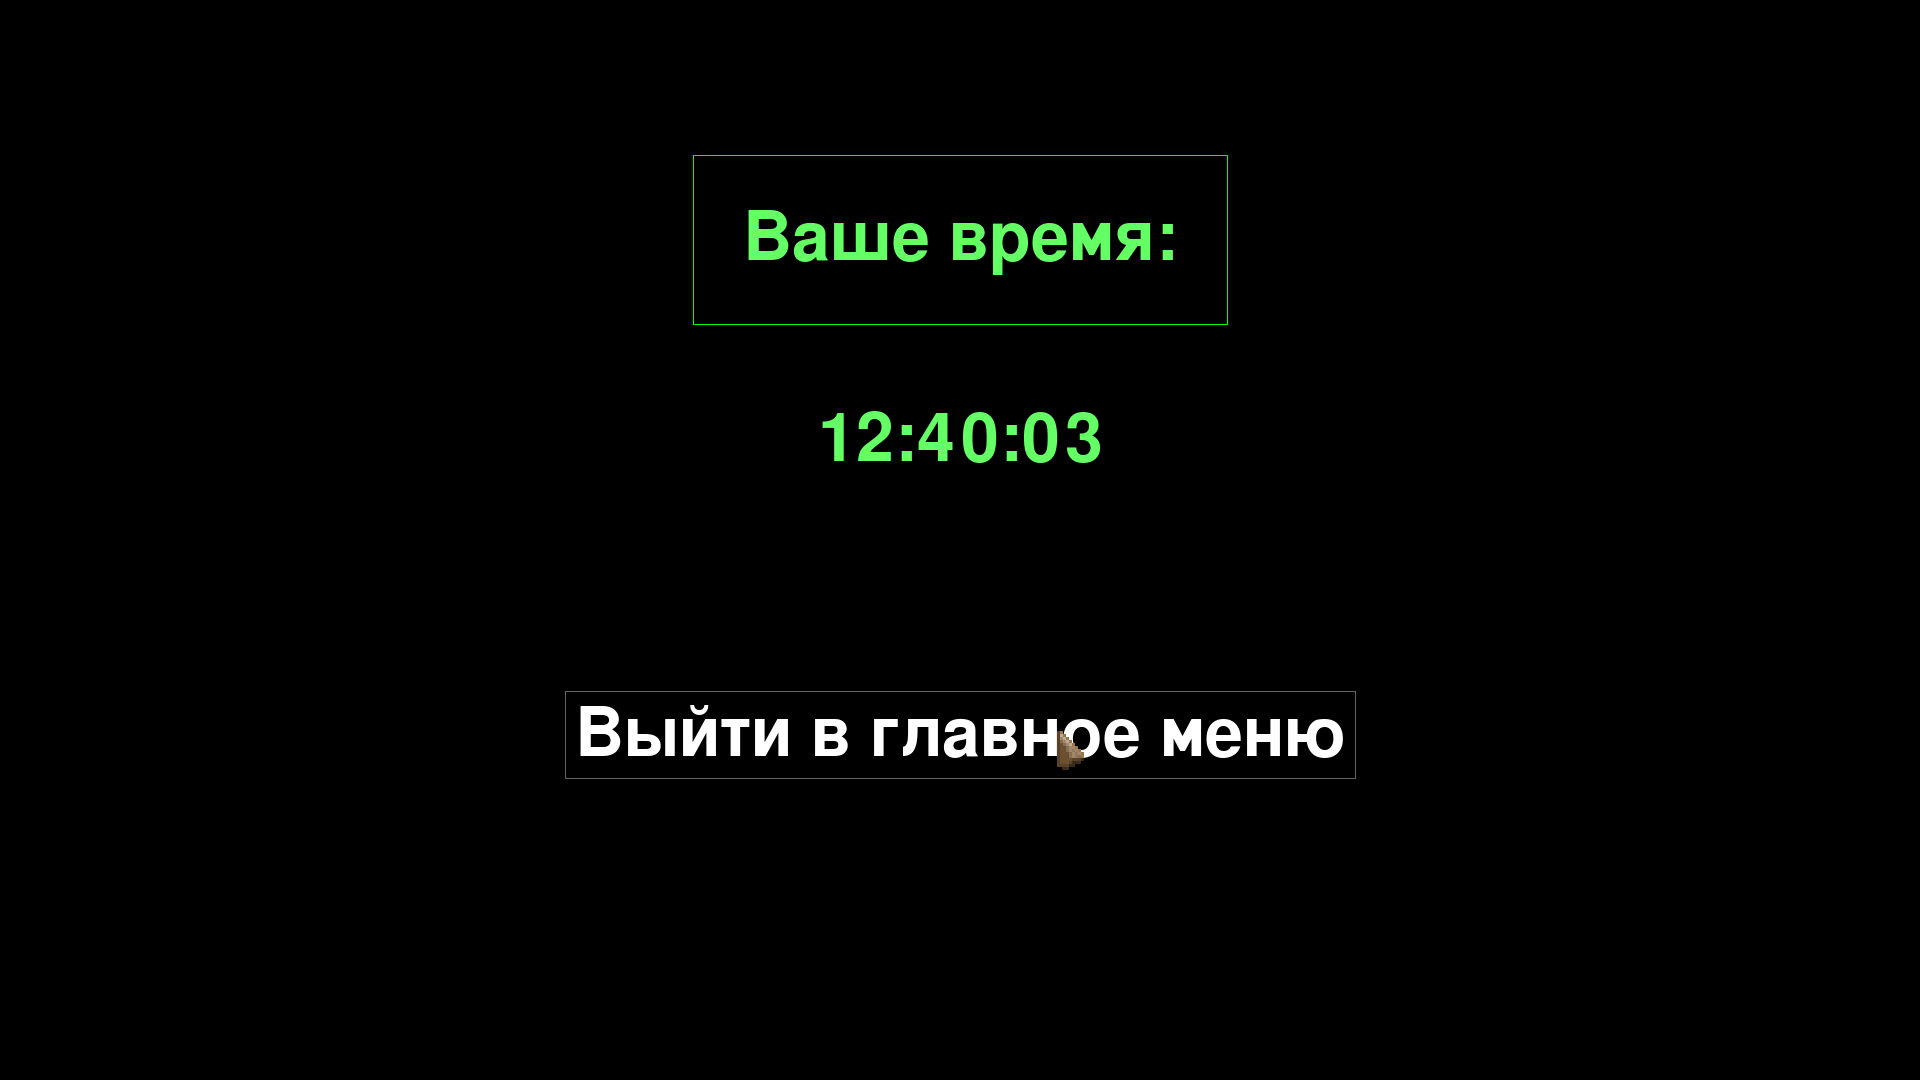 Ваше время:
12:40:03
Выйти в главное меню